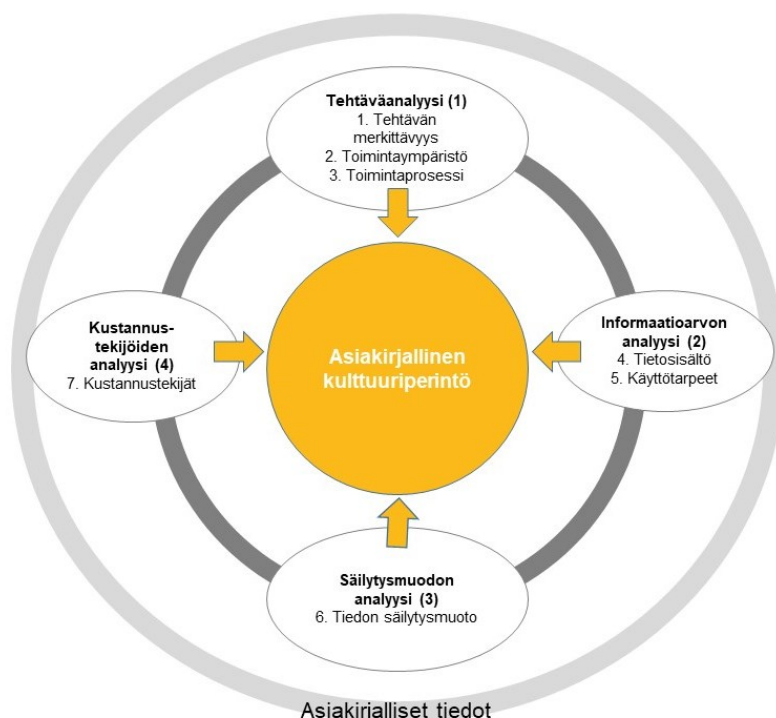 Tehtäväanalyysi (1)
1. Tehtävän
merkittävyys
2. Toimintaympäristö
3. Toimintaprosessi
Kustannus-
tekijöiden
analyysi (4)
7. Kustannustekijät
Asiakirjallinen
kulttuuriperintö
Informaatioarvon
analyysi (2)
4. Tietosisältö
5. Käyttötarpeet
Säilytysmuodon
analyysi (3)
6. Tiedon säilytysmuoto
Asiakirjalliset tiedot